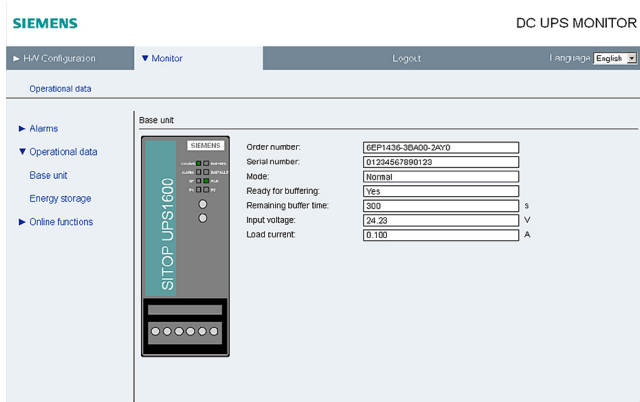 SIEMENS
DC UPS MONITOR
► H/W Configuration ▼ Monitor Logout Language English
Operational data
► Alarms
▼ Operational data
Base unit
Energy storage
► Online functions
Base unit
SIEMENS
SITOP UPS1600
Order number: 6EP1436-3BA00-2AY0
Serial number: 01234567890123
Mode: Normal
Ready for buffering: Yes
Remaining buffer time: 300 s
Input voltage: 24.23 V
Load current: 0.100 A